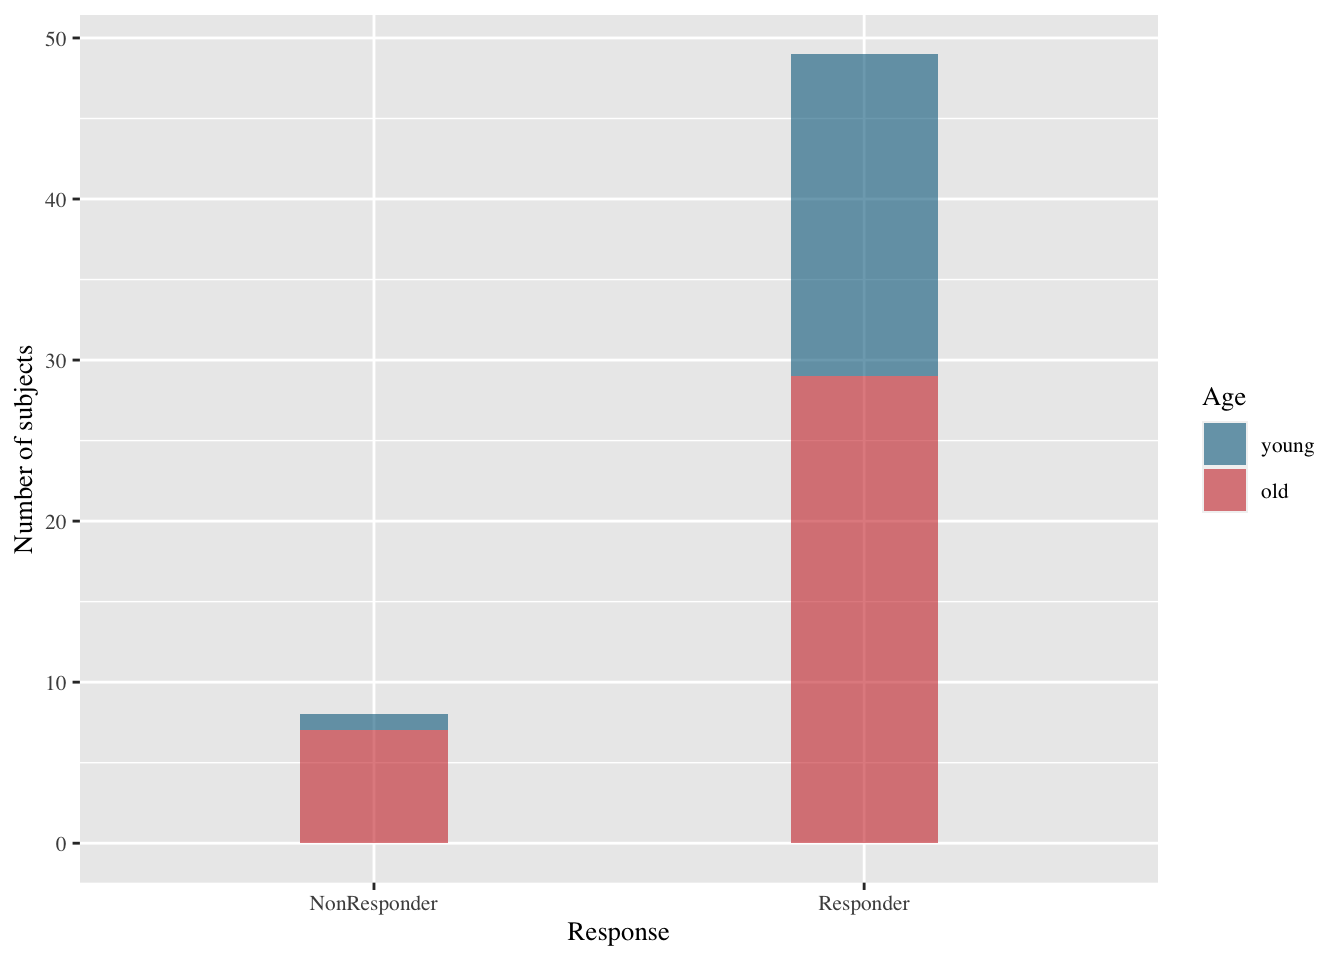 50
40
30
20
10
0
Number of subjects
NonResponder
Responder
Response
Age
young
old